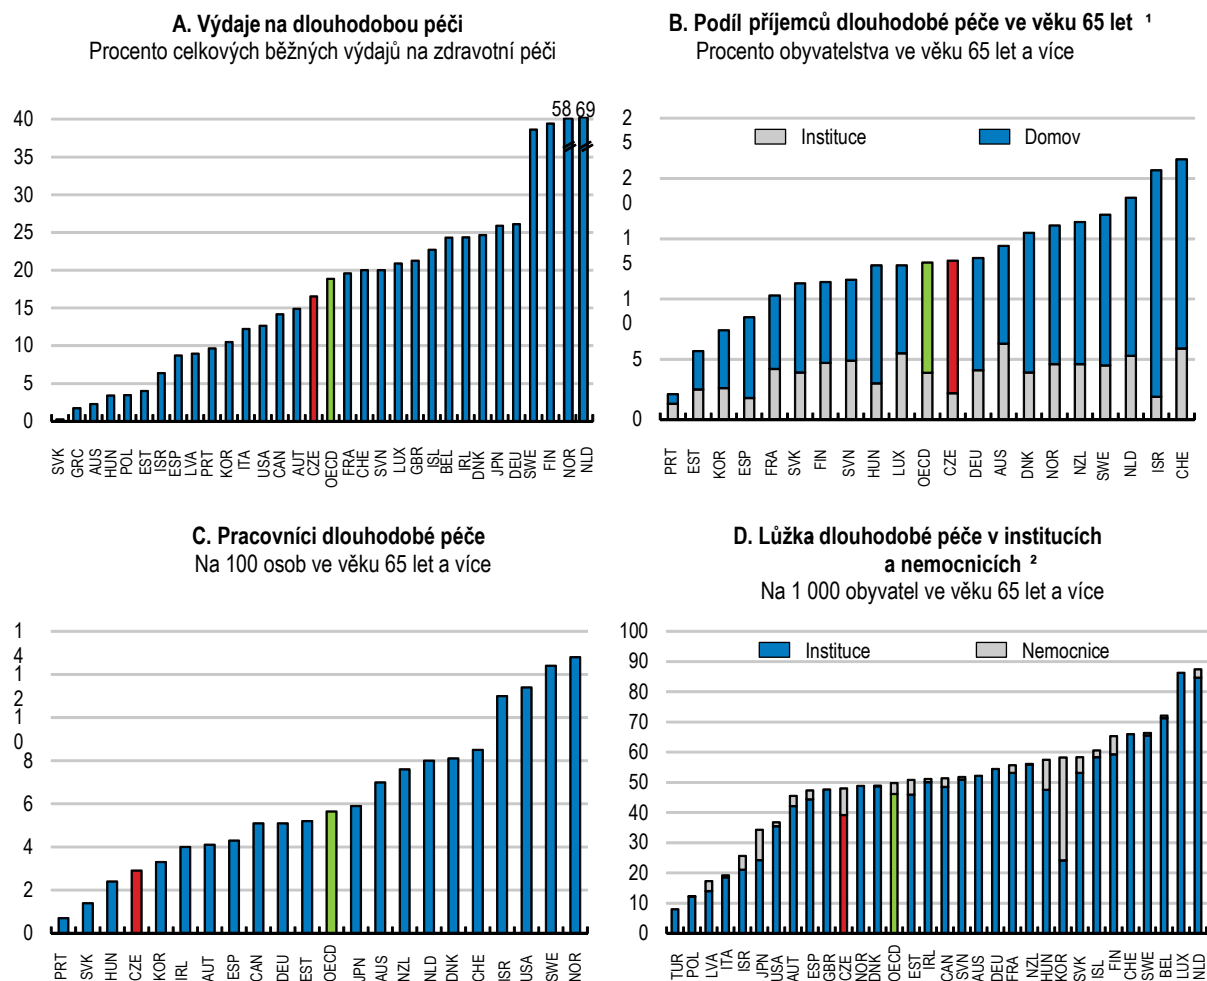 A. Výdaje na dlouhodobou péči
Procento celkových běžných výdajů na zdravotní péči
40
35
30
25
20
15
10
5
0
58 69
SVK GRC AUS HUN POL EST ISR ESP LVA PRT KOR ITA USA CAN AUT CZE OECD FRA CHE SVN LUX GBR ISL BEL IRL DNK JPN DEU SWE FIN NOR NLD
B. Podíl příjemců dlouhodobé péče ve věku 65 let ¹
Procento obyvatelstva ve věku 65 let a více
2
5
2
0
1
5
1
0
5
0
Instituce Domov
PRT EST KOR ESP FRA SVK FIN SVN HUN LUX OECD CZE DEU AUS DNK NOR NZL SWE NLD ISR CHE
C. Pracovníci dlouhodobé péče
Na 100 osob ve věku 65 let a více
1
4
1
2
1
0
8
6
4
2
0
PRT SVK HUN CZE KOR IRL AUT ESP CAN DEU EST OECD JPN AUS NZL NLD DNK CHE ISR USA SWE NOR
D. Lůžka dlouhodobé péče v institucích
a nemocnicích ²
Na 1 000 obyvatel ve věku 65 let a více
100
90
80
70
60
50
40
30
20
10
0
Instituce Nemocnice
TUR POL LVA ITA ISR JPN USA AUT ESP GBR CZE NOR DNK OECD EST IRL CAN SVN AUS DEU FRA NZL HUN KOR SVK ISL FIN CHE SWE BEL LUX NLD